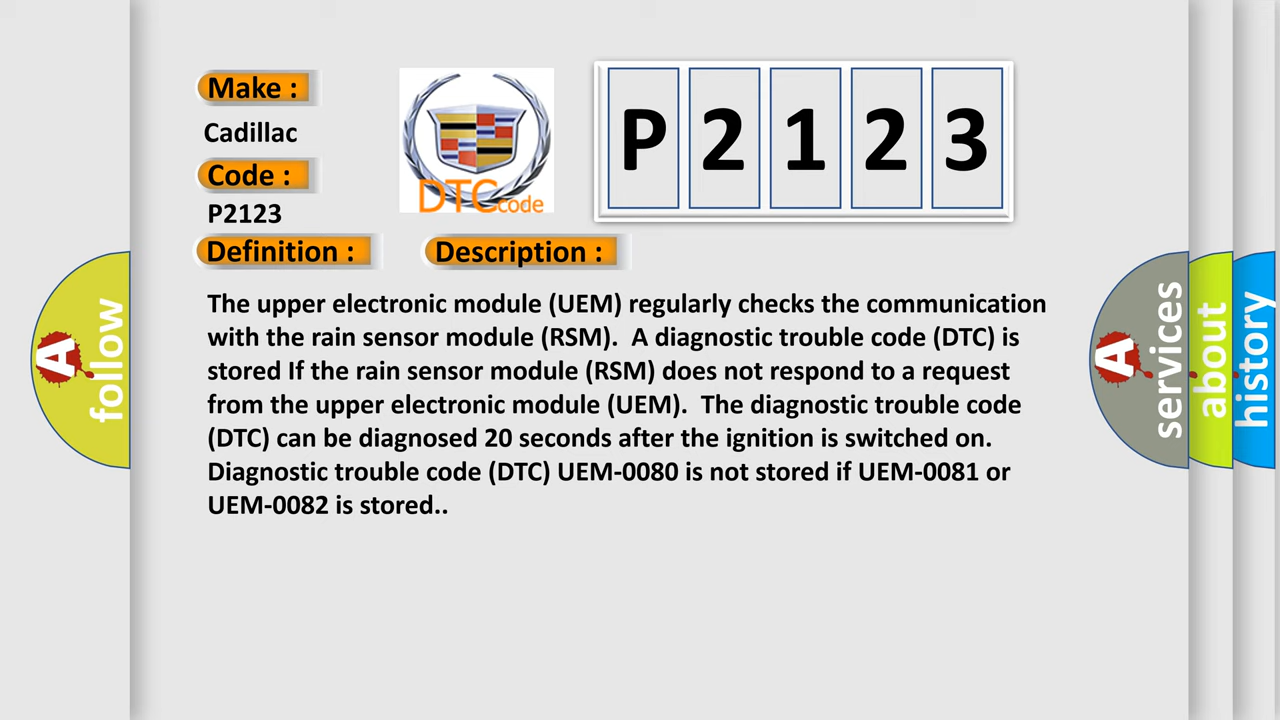 Make :
Cadillac
Code :
P2123
DTC code
P 2 1 2 3
Definition :
Description :
The upper electronic module (UEM) regularly checks the communication
with the rain sensor module (RSM).  A diagnostic trouble code (DTC) is
stored If the rain sensor module (RSM) does not respond to a request
from the upper electronic module (UEM).  The diagnostic trouble code
(DTC) can be diagnosed 20 seconds after the ignition is switched on.
Diagnostic trouble code (DTC) UEM-0080 is not stored if UEM-0081 or
UEM-0082 is stored..
A follow
A services
about
history